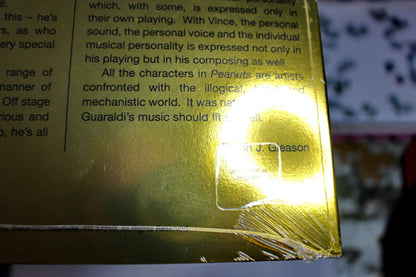 di.
this – he's
rs, as who
ery special
range of
manner of
Off stage
rious and
o, he's all
which, with some, is expressed only in
their own playing. With Vince, the personal
sound, the personal voice and the individual
musical personality is expressed not only in
his playing but in his composing as well.
All the characters in Peanuts are artists
confronted with the illogical,
mechanistic world. It was
Guaraldi's music should
J. Gleason